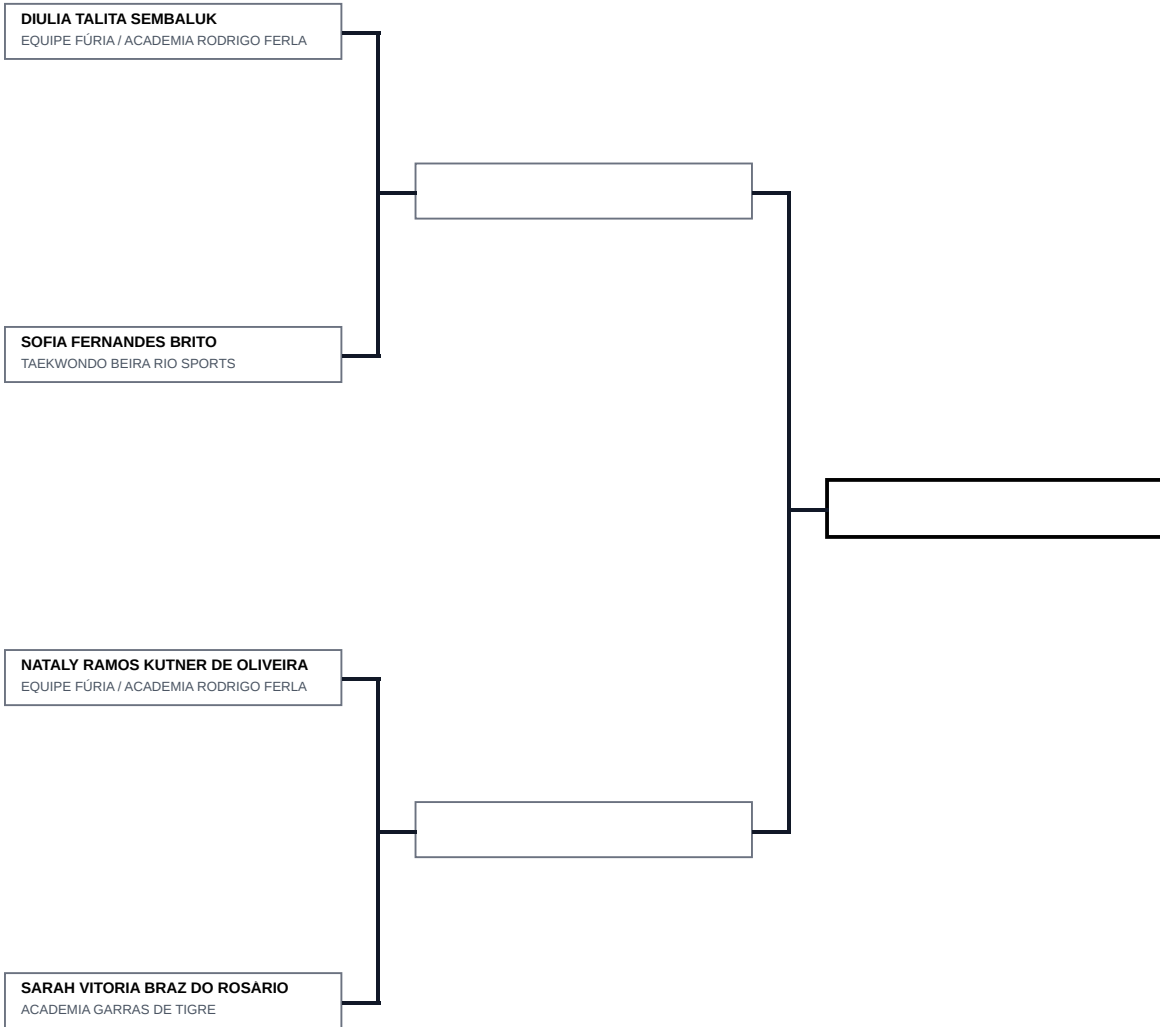 DIULIA TALITA SEMBALUK
EQUIPE FÚRIA / ACADEMIA RODRIGO FERLA
SOFIA FERNANDES BRITO
TAEKWONDO BEIRA RIO SPORTS
NATALY RAMOS KUTNER DE OLIVEIRA
EQUIPE FÚRIA / ACADEMIA RODRIGO FERLA
SARAH VITORIA BRAZ DO ROSÁRIO
ACADEMIA GARRAS DE TIGRE